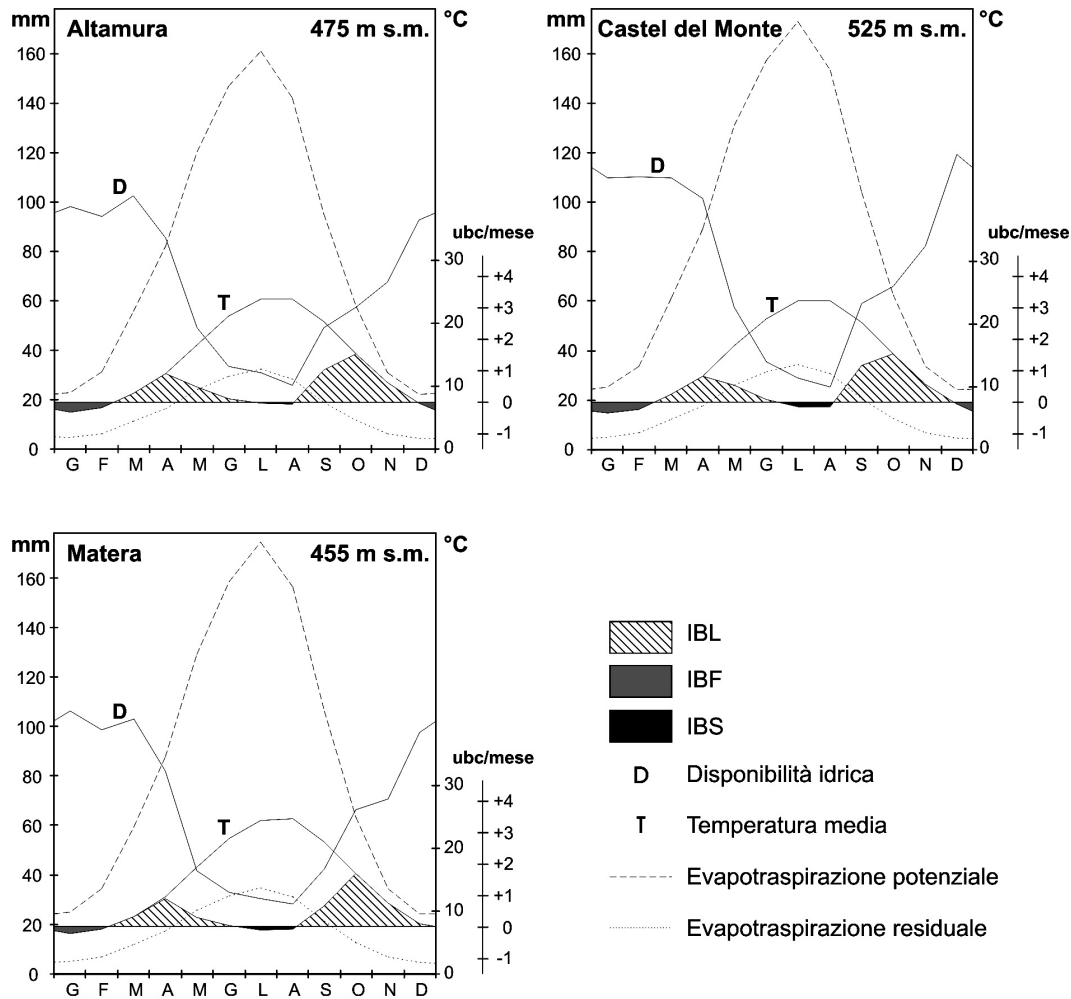 mm Altamura 475 m s.m. °C
160
140
120
100
80
60
40
20
0
D
T
ubc/mese
30
20
10
0
+4
+3
+2
+1
0
-1
G F M A M G L A S O N D
mm Castel del Monte 525 m s.m. °C
160
140
120
100
80
60
40
20
0
D
T
ubc/mese
30
20
10
0
+4
+3
+2
+1
0
-1
G F M A M G L A S O N D
mm Matera 455 m s.m. °C
160
140
120
100
80
60
40
20
0
D
T
ubc/mese
30
20
10
0
+4
+3
+2
+1
0
-1
G F M A M G L A S O N D
IBL
IBF
IBS
D Disponibilità idrica
T Temperatura media
Evapotraspirazione potenziale
Evapotraspirazione residuale